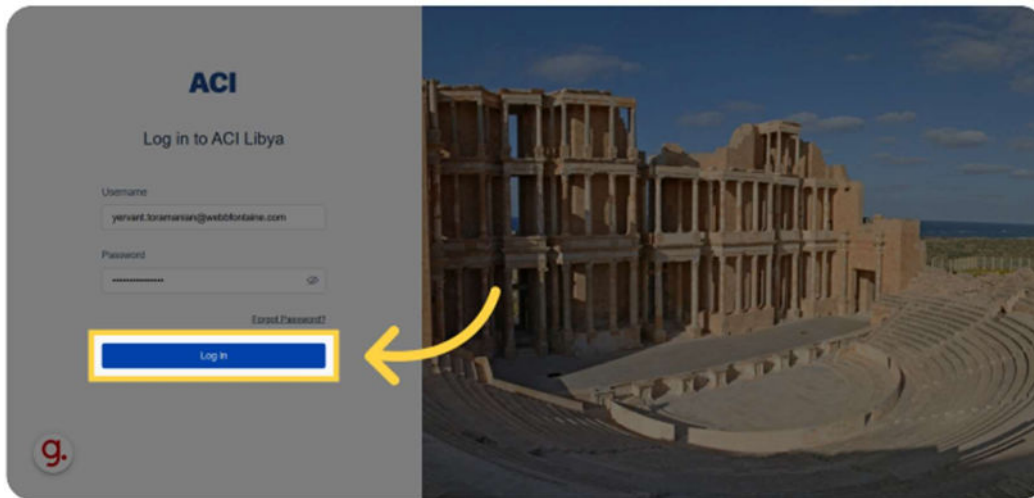 ACI
Log in to ACI Libya
Username
yervant.toramanian@webbfontaine.com
Password
Forgot Password?
Log in
g.